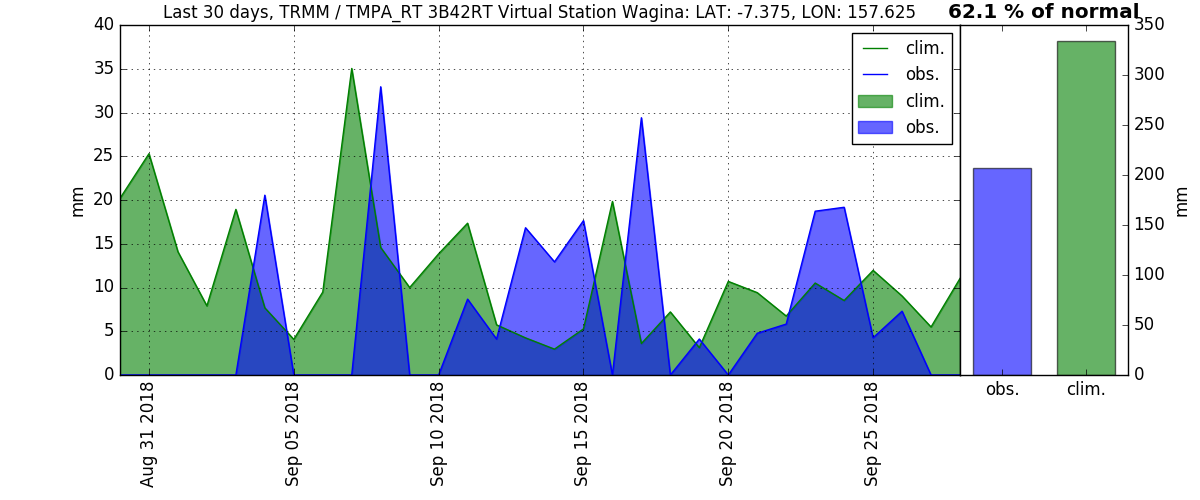 Last 30 days, TRMM / TMPA_RT 3B42RT Virtual Station Wagina: LAT: -7.375, LON: 157.625
62.1 % of normal
40
35
30
25
20
15
10
5
0
mm
clim.
obs.
clim.
obs.
Aug 31 2018
Sep 05 2018
Sep 10 2018
Sep 15 2018
Sep 20 2018
Sep 25 2018
350
300
250
200
150
100
50
0
mm
obs.
clim.